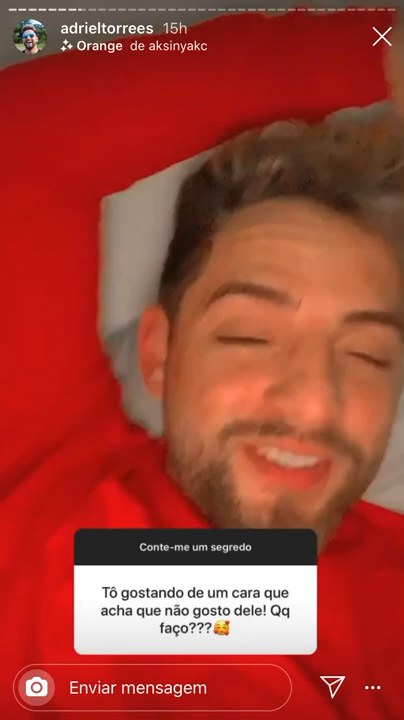 adrieltorrees 15h
Orange de aksinyakc
Conte-me um segredo
Tô gostando de um cara que
acha que não gosto dele! Qq
faço???🥰
Enviar mensagem